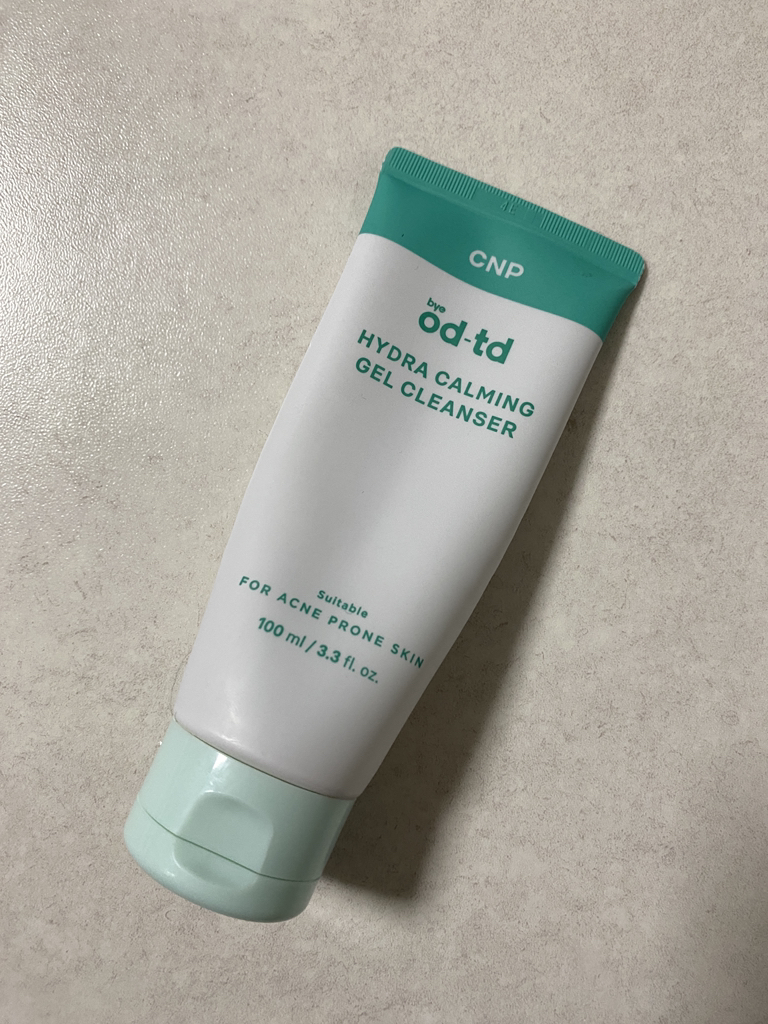 CNP
bye
od-td
HYDRA CALMING
GEL CLEANSER
Suitable
FOR ACNE PRONE SKIN
100 ml / 3.3 fl. oz.